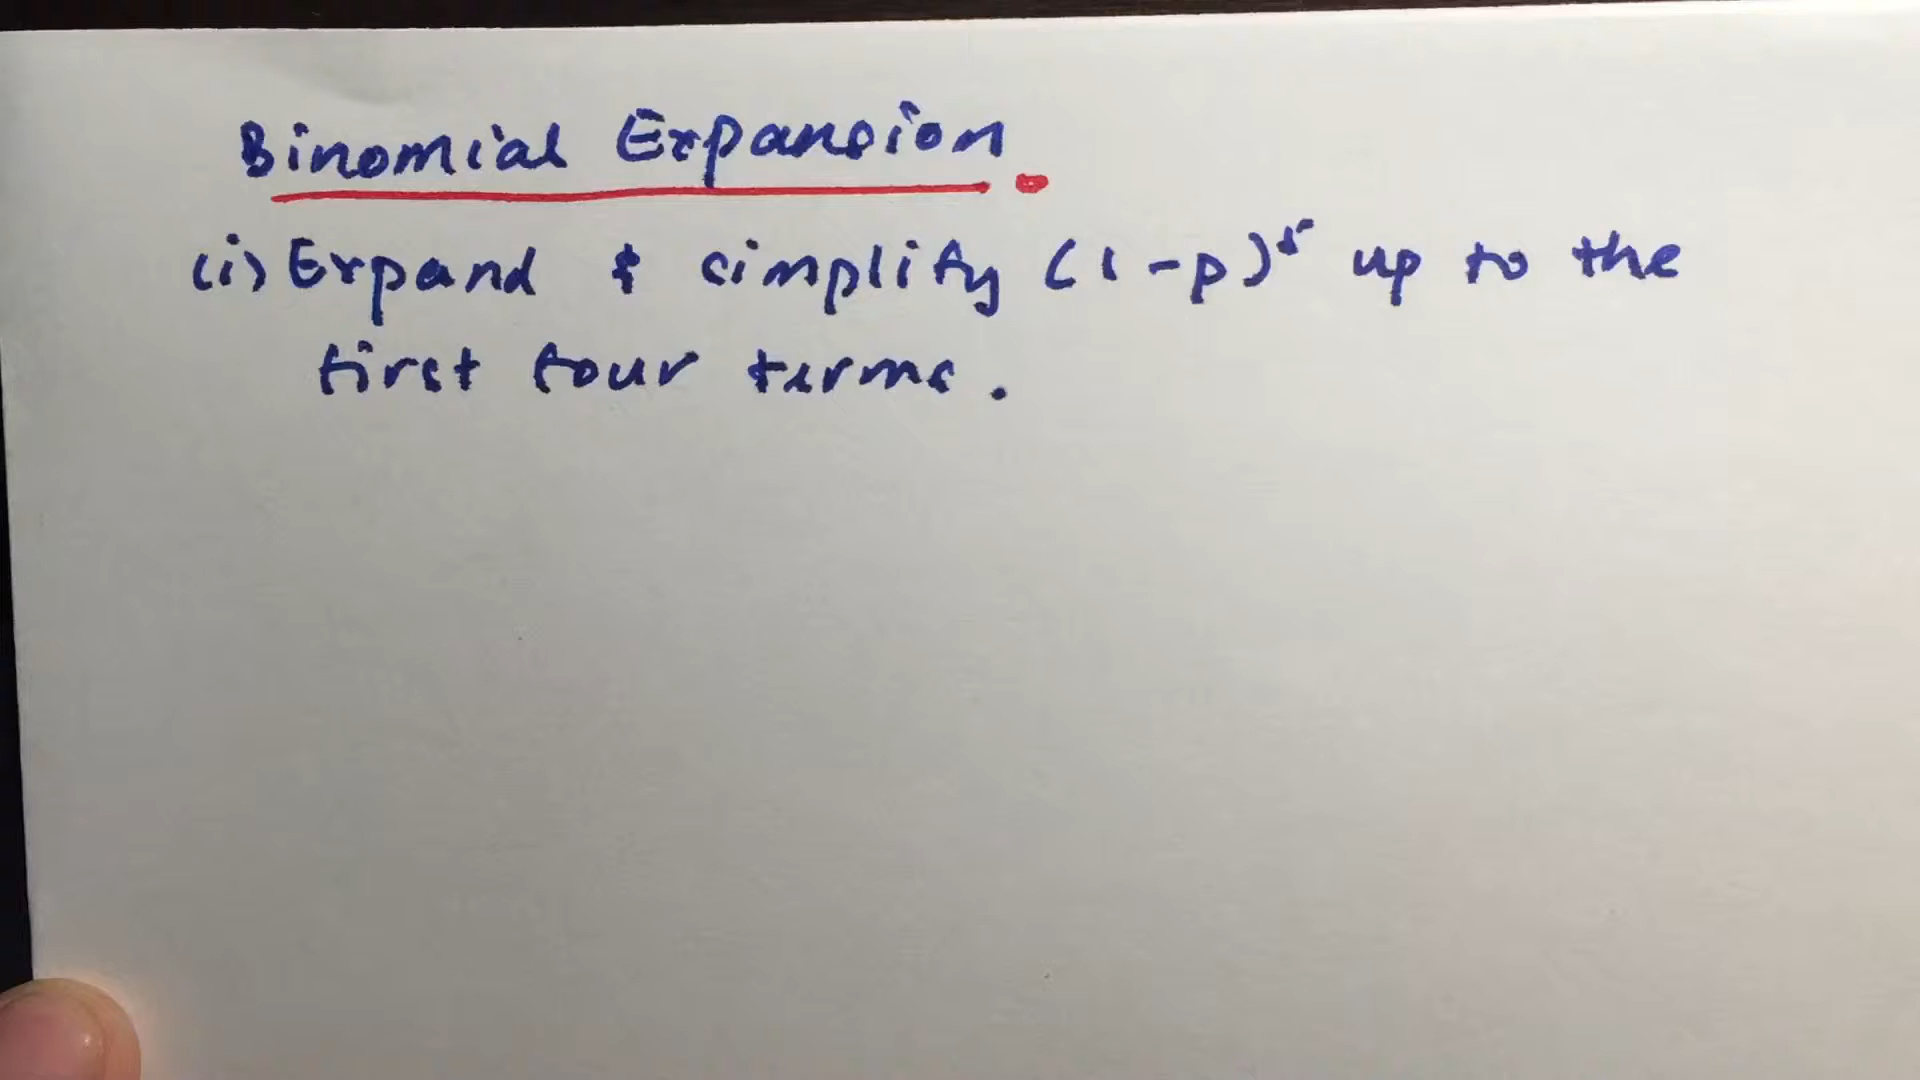 Binomial Expansion.
(i) Expand & simplify (1-p)⁵ up to the
first four terms.